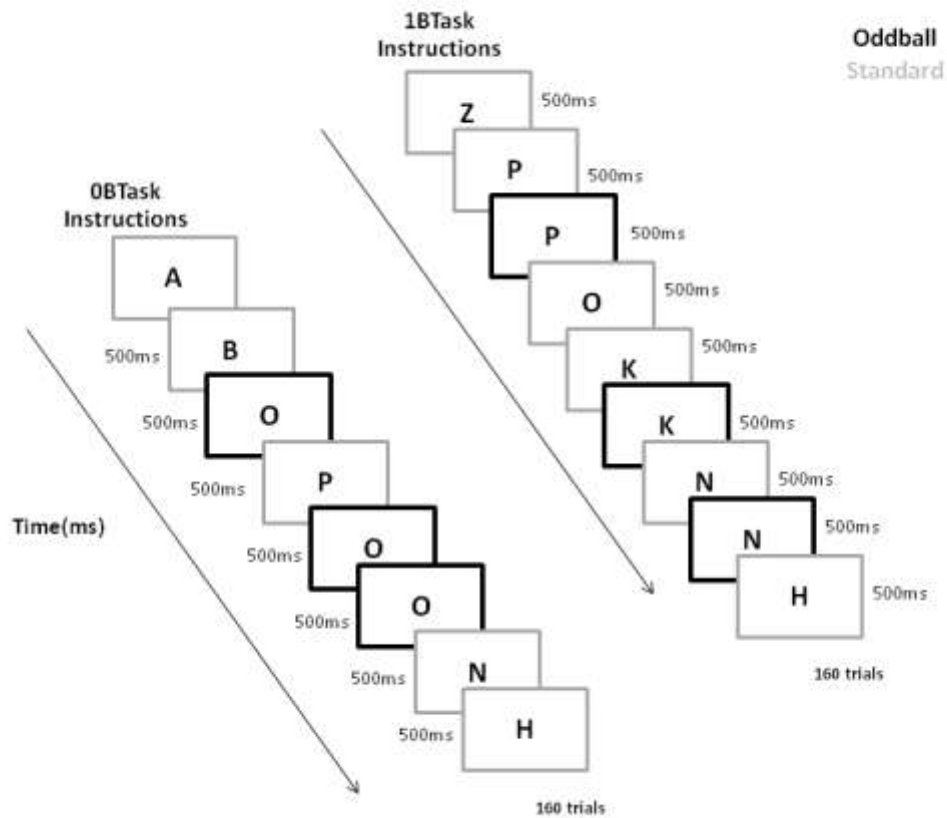 1BTask
Instructions
Oddball
Standard
Z
500ms
P
500ms
P
500ms
O
500ms
K
500ms
K
500ms
N
500ms
N
500ms
H
500ms
160 trials
0BTask
Instructions
A
B
500ms
O
500ms
P
500ms
Time(ms)
O
500ms
O
500ms
N
500ms
H
500ms
160 trials